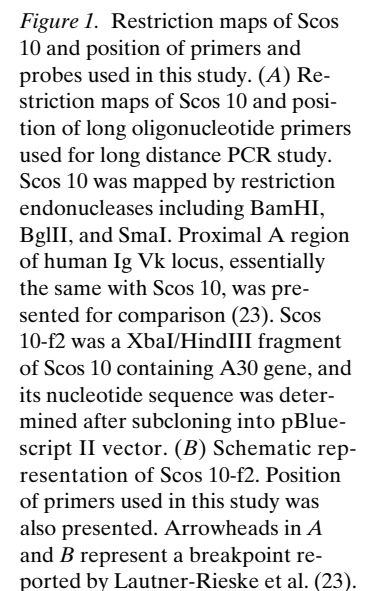 Figure 1. Restriction maps of Scos
10 and position of primers and
probes used in this study. (A) Re-
striction maps of Scos 10 and posi-
tion of long oligonucleotide primers
used for long distance PCR study.
Scos 10 was mapped by restriction
endonucleases including BamHI,
BglII, and SmaI. Proximal A region
of human Ig Vk locus, essentially
the same with Scos 10, was pre-
sented for comparison (23). Scos
10-f2 was a XbaI/HindIII fragment
of Scos 10 containing A30 gene, and
its nucleotide sequence was deter-
mined after subcloning into pBlue-
script II vector. (B) Schematic rep-
resentation of Scos 10-f2. Position
of primers used in this study was
also presented. Arrowheads in A
and B represent a breakpoint re-
ported by Lautner-Rieske et al. (23).